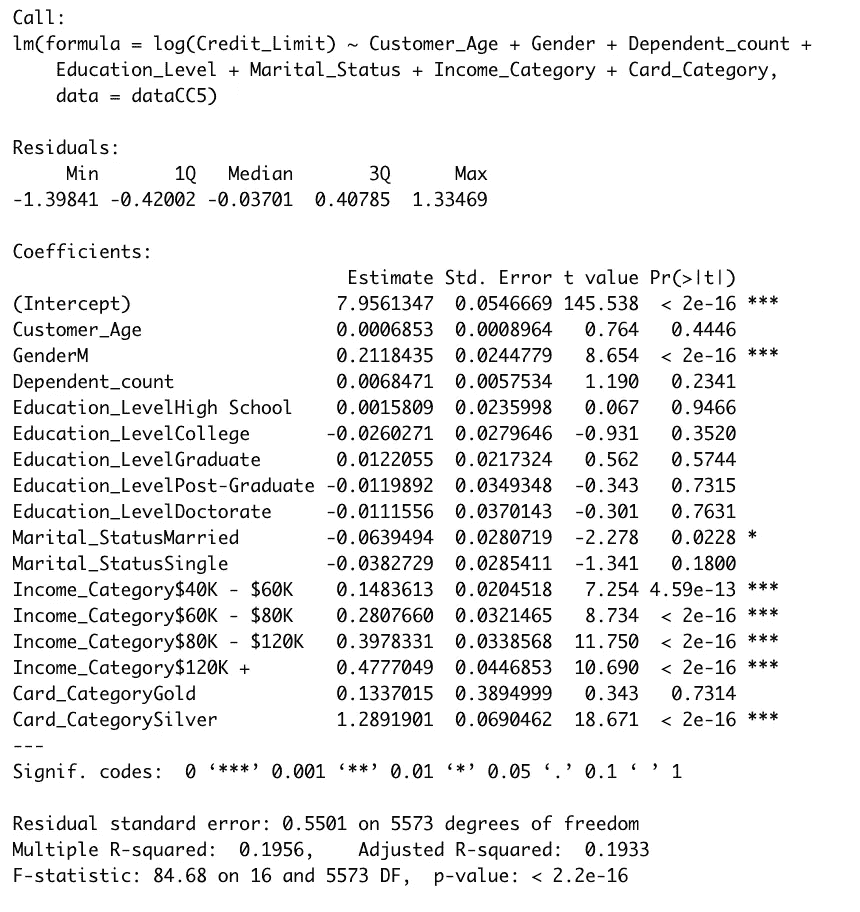 Call:
lm(formula = log(Credit_Limit) ~ Customer_Age + Gender + Dependent_count +
    Education_Level + Marital_Status + Income_Category + Card_Category,
    data = dataCC5)

Residuals:
     Min       1Q   Median       3Q      Max
-1.39841 -0.42002 -0.03701  0.40785  1.33469

Coefficients:
                               Estimate Std. Error t value Pr(>|t|)
(Intercept)                   7.9561347  0.0546669 145.538  < 2e-16 ***
Customer_Age                  0.0006853  0.0008964   0.764   0.4446
GenderM                       0.2118435  0.0244779   8.654  < 2e-16 ***
Dependent_count               0.0068471  0.0057534   1.190   0.2341
Education_LevelHigh School    0.0015809  0.0235998   0.067   0.9466
Education_LevelCollege       -0.0260271  0.0279646  -0.931   0.3520
Education_LevelGraduate       0.0122055  0.0217324   0.562   0.5744
Education_LevelPost-Graduate -0.0119892  0.0349348  -0.343   0.7315
Education_LevelDoctorate     -0.0111556  0.0370143  -0.301   0.7631
Marital_StatusMarried        -0.0639494  0.0280719  -2.278   0.0228 *
Marital_StatusSingle         -0.0382729  0.0285411  -1.341   0.1800
Income_Category$40K - $60K    0.1483613  0.0204518   7.254 4.59e-13 ***
Income_Category$60K - $80K    0.2807660  0.0321465   8.734  < 2e-16 ***
Income_Category$80K - $120K   0.3978331  0.0338568  11.750  < 2e-16 ***
Income_Category$120K +        0.4777049  0.0446853  10.690  < 2e-16 ***
Card_CategoryGold             0.1337015  0.3894999   0.343   0.7314
Card_CategorySilver           1.2891901  0.0690462  18.671  < 2e-16 ***
---
Signif. codes:  0 ‘***’ 0.001 ‘**’ 0.01 ‘*’ 0.05 ‘.’ 0.1 ‘ ’ 1

Residual standard error: 0.5501 on 5573 degrees of freedom
Multiple R-squared:  0.1956,    Adjusted R-squared:  0.1933
F-statistic: 84.68 on 16 and 5573 DF,  p-value: < 2.2e-16